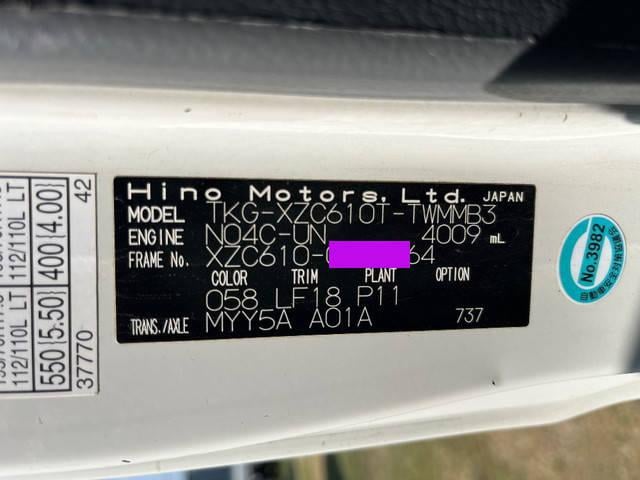 Hino Motors, Ltd. JAPAN
MODEL TKG-XZC610T-TWMMB3
ENGINE N04C-UN 4009 mL
FRAME No. XZC610-0 64
COLOR TRIM PLANT OPTION
058 LF18 P11
TRANS./AXLE MYY5A A01A 737
No.3982
112/110L LT 112/110L LT
550(5.50) 400(4.00)
37770 42